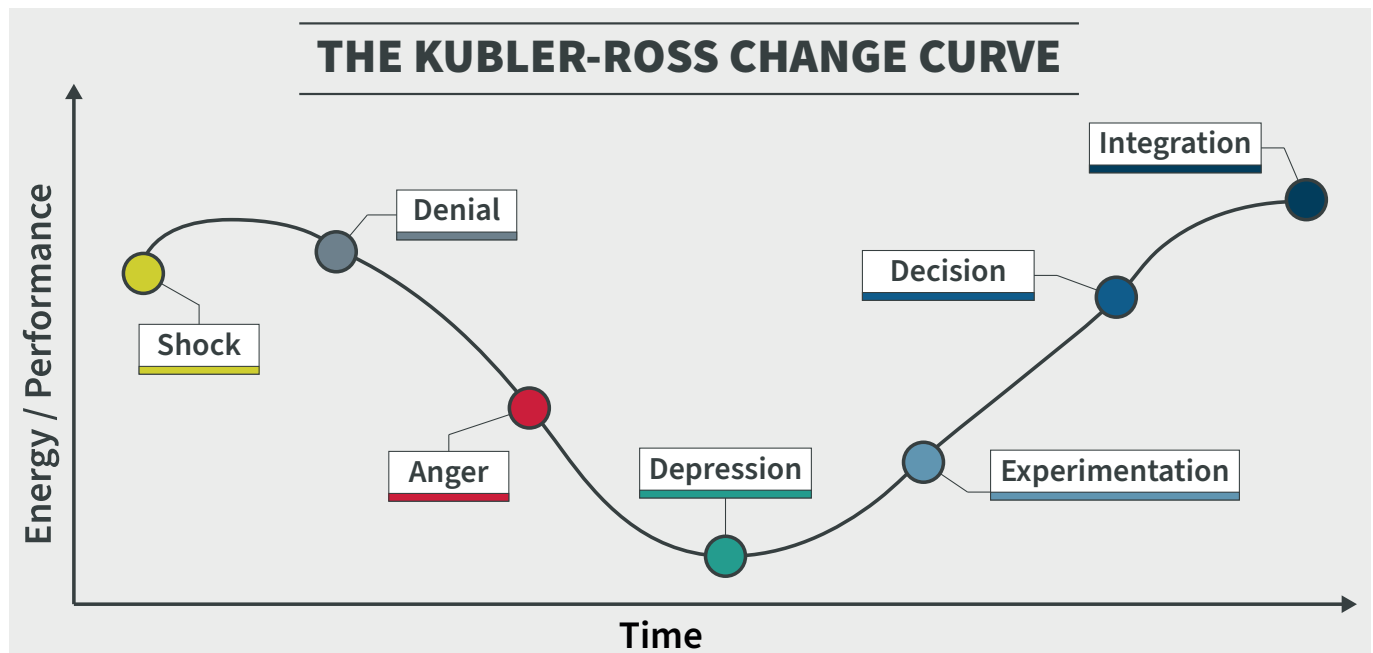 THE KUBLER-ROSS CHANGE CURVE
Energy / Performance
Shock
Denial
Anger
Depression
Experimentation
Decision
Integration
Time